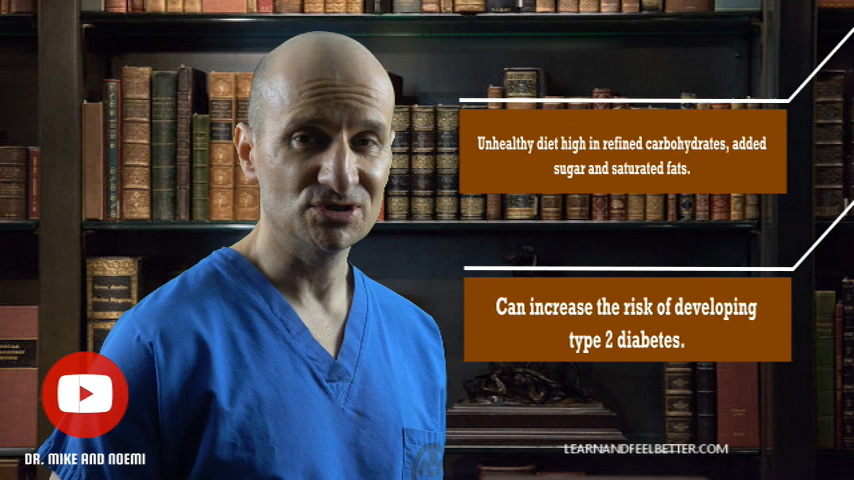 Unhealthy diet high in refined carbohydrates, added
sugar and saturated fats.
Can increase the risk of developing
type 2 diabetes.
LEARNANDFEELBETTER.COM
DR. MIKE AND NOEMI